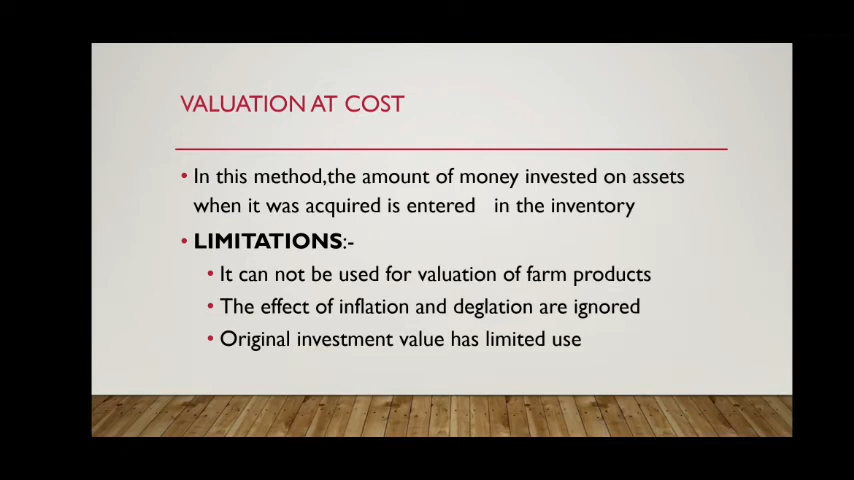 VALUATION AT COST
• In this method,the amount of money invested on assets
when it was acquired is entered in the inventory
• LIMITATIONS:-
• It can not be used for valuation of farm products
• The effect of inflation and deglation are ignored
• Original investment value has limited use